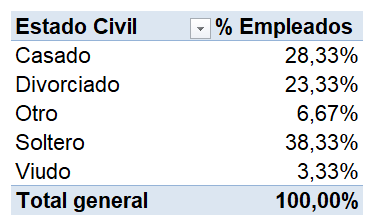 Estado Civil % Empleados
Casado 28,33%
Divorciado 23,33%
Otro 6,67%
Soltero 38,33%
Viudo 3,33%
Total general 100,00%